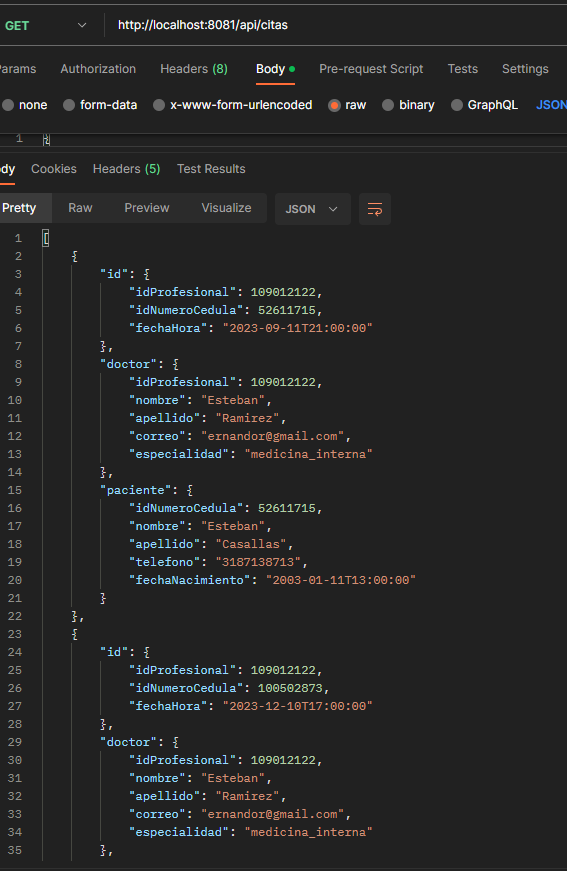 GET http://localhost:8081/api/citas
arams Authorization Headers (8) Body Pre-request Script Tests Settings
none form-data x-www-form-urlencoded raw binary GraphQL JSON
1 {
dy Cookies Headers (5) Test Results
Pretty Raw Preview Visualize JSON
1 [
2 {
3 "id": {
4 "idProfesional": 109012122,
5 "idNumeroCedula": 52611715,
6 "fechaHora": "2023-09-11T21:00:00"
7 },
8 "doctor": {
9 "idProfesional": 109012122,
10 "nombre": "Esteban",
11 "apellido": "Ramirez",
12 "correo": "ernandor@gmail.com",
13 "especialidad": "medicina_interna"
14 },
15 "paciente": {
16 "idNumeroCedula": 52611715,
17 "nombre": "Esteban",
18 "apellido": "Casallas",
19 "telefono": "3187138713",
20 "fechaNacimiento": "2003-01-11T13:00:00"
21 }
22 },
23 {
24 "id": {
25 "idProfesional": 109012122,
26 "idNumeroCedula": 100502873,
27 "fechaHora": "2023-12-10T17:00:00"
28 },
29 "doctor": {
30 "idProfesional": 109012122,
31 "nombre": "Esteban",
32 "apellido": "Ramirez",
33 "correo": "ernandor@gmail.com",
34 "especialidad": "medicina_interna"
35 },